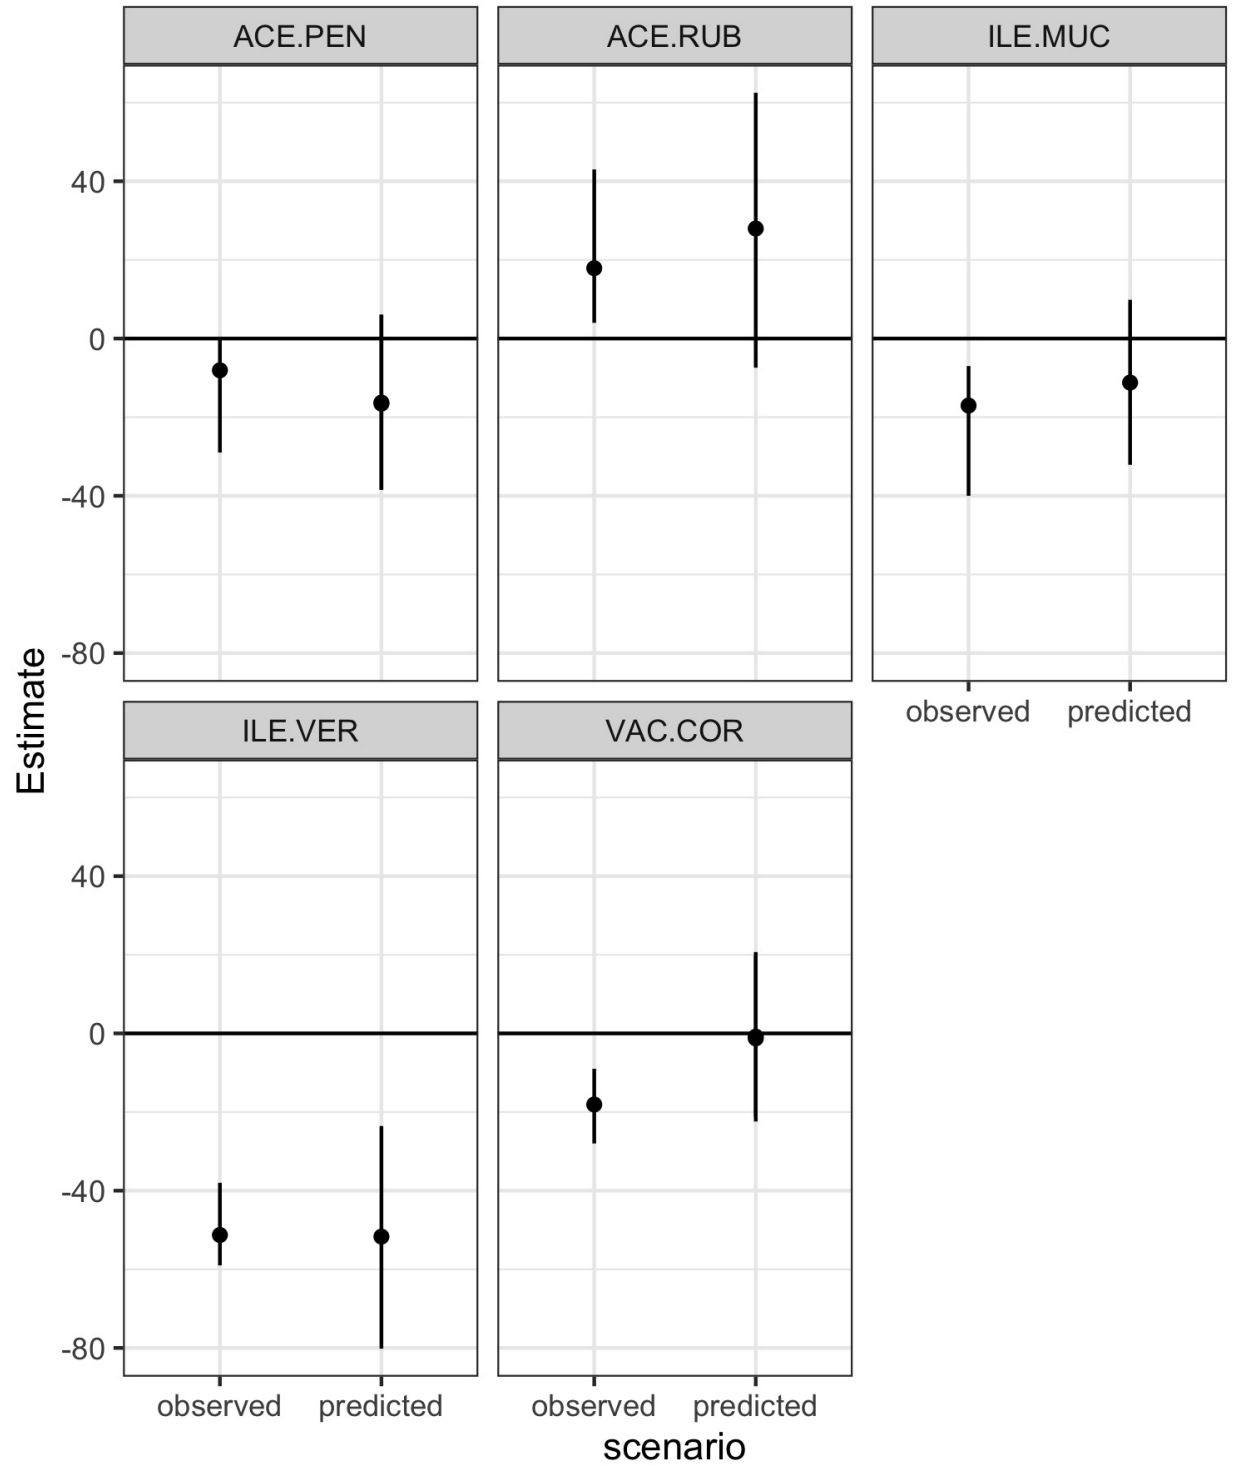 ACE.PEN
ACE.RUB
ILE.MUC
40
0
-40
-80
observed predicted
Estimate
ILE.VER
VAC.COR
40
0
-40
-80
observed predicted
observed predicted
scenario